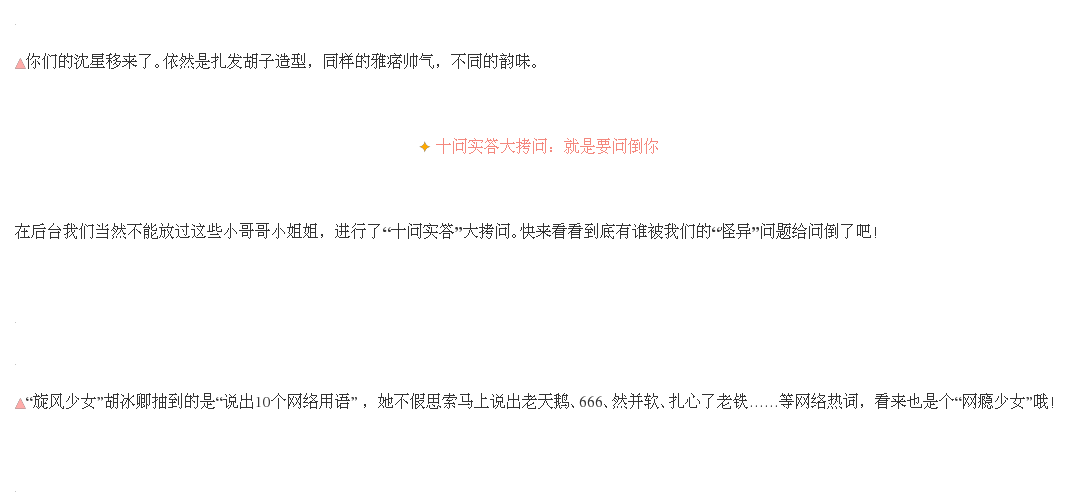 ▲你们的沈星移来了。依然是扎发胡子造型，同样的雅痞帅气，不同的韵味。
✦ 十问实答大拷问：就是要问倒你
在后台我们当然不能放过这些小哥哥小姐姐，进行了“十问实答”大拷问。快来看看到底有谁被我们的“怪异”问题给问倒了吧！
▲“旋风少女”胡冰卿抽到的是“说出10个网络用语” ，她不假思索马上说出老天鹅、666、然并软、扎心了老铁……等网络热词，看来也是个“网瘾少女”哦！